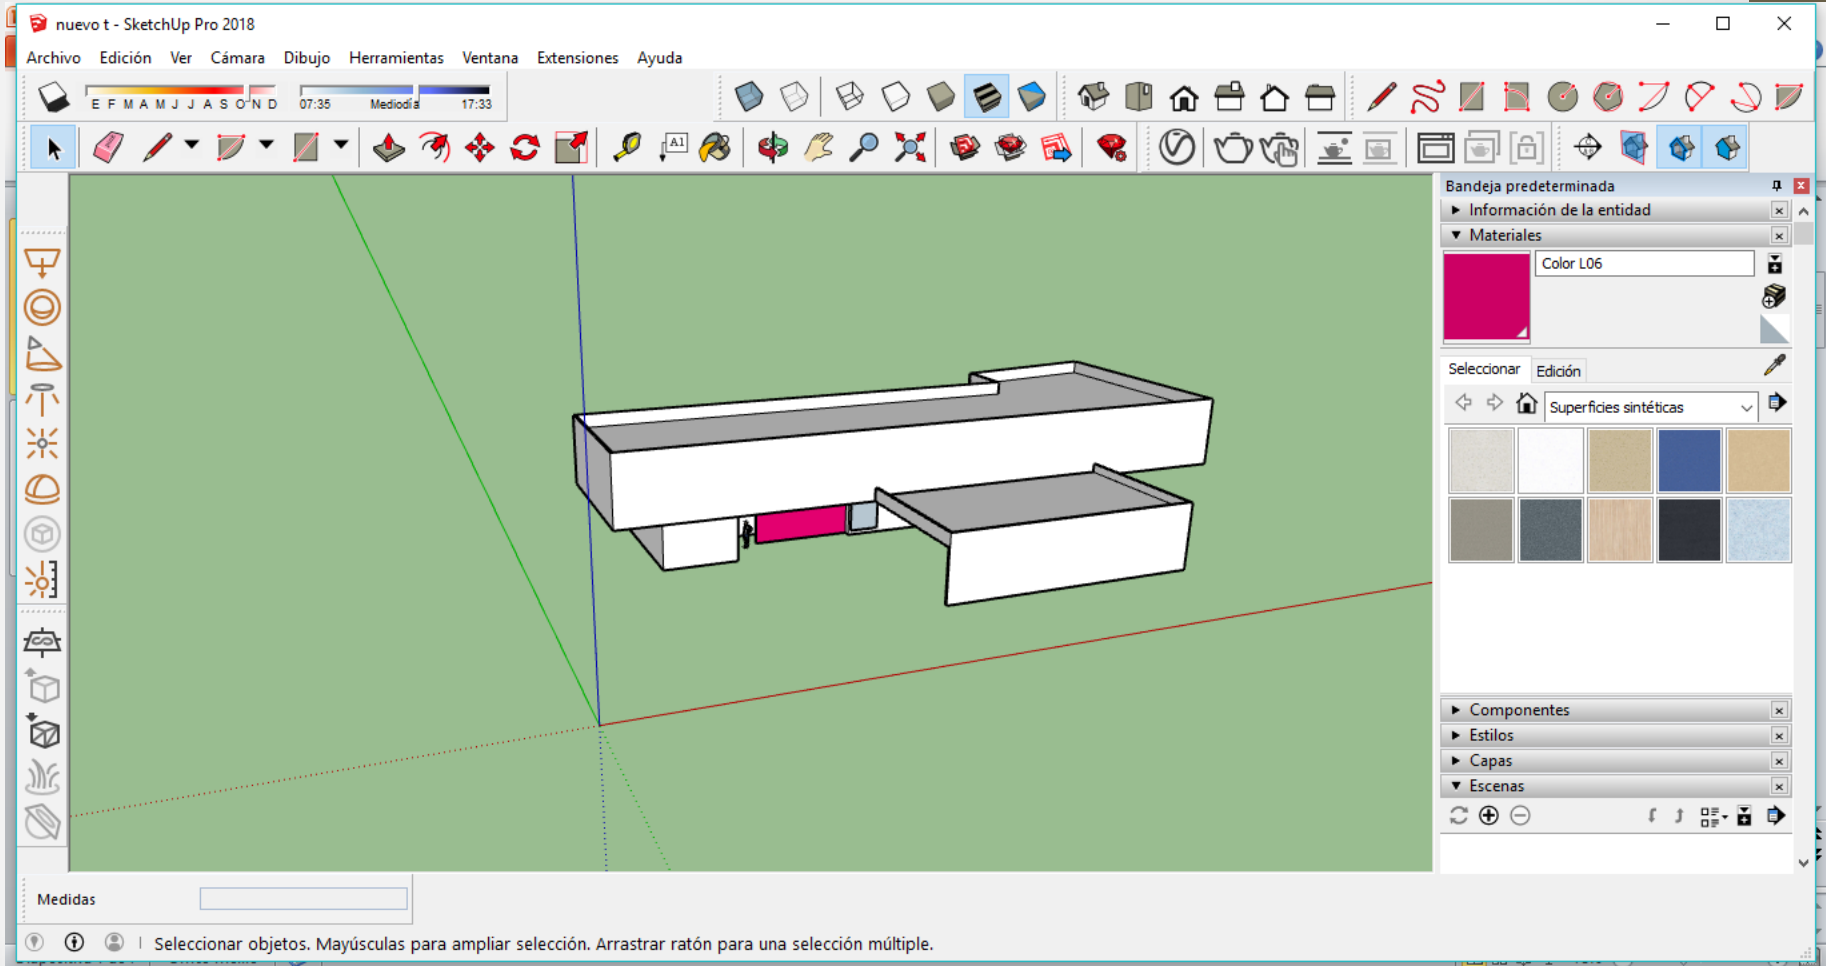 nuevo t - SketchUp Pro 2018
Archivo Edición Ver Cámara Dibujo Herramientas Ventana Extensiones Ayuda
E F M A M J J A S O N D 07:35 Mediodía 17:33
A1
Bandeja predeterminada
Información de la entidad
Materiales
Color L06
Seleccionar Edición
Superficies sintéticas
Componentes
Estilos
Capas
Escenas
Medidas
Seleccionar objetos. Mayúsculas para ampliar selección. Arrastrar ratón para una selección múltiple.